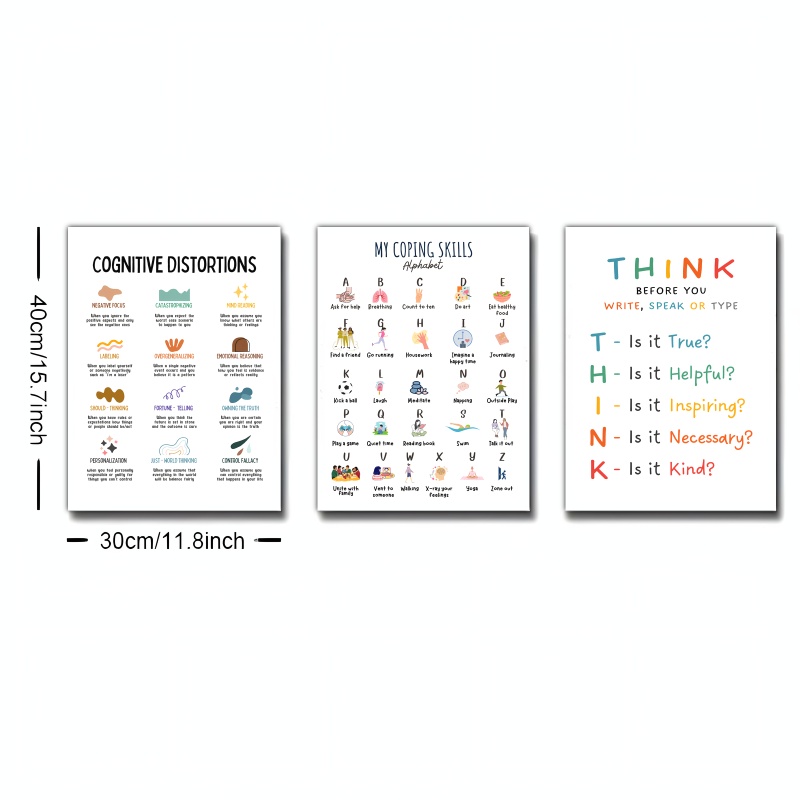 40cm/15.7inch
30cm/11.8inch
COGNITIVE DISTORTIONS
NEGATIVE FOCUS
When you ignore the
positive aspects and only
see the negative ones
CATASTROPHIZING
When you expect the
worst case scenario
to happen to you
MIND READING
When you assume you
know what others are
thinking or feelings
LABELING
When you label yourself
or someone negatively
such as "I'm a loser"
OVERGENERALIZING
When a single negative
event occurs and you
believe it is a pattern
EMOTIONAL REASONING
When you believe that
how you feel is evidence
or reflects reality
SHOULD - THINKING
When you have rules or
expectations how things
or people should be/act
FORTUNE - TELLING
When you think the
future is set in stone
and the outcome is sure
OWNING THE TRUTH
When you are certain
you are right and your
opinion is the truth
PERSONALIZATION
when you feel personally
responsible or guilty for
things you can't control
JUST - WORLD THINKING
When you assume that
everything in the world
will be balance fairly
CONTROL FALLACY
When you assume you
can control everything
that happens in your life
MY COPING SKILLS
Alphabet
A B C D E
Ask for help Breathing Count to ten Do art Eat healthy
Food
F G H I J
Find a friend Go running Housework Imagine a
happy time Journaling
K L M N O
Kick a ball Laugh Meditate Napping Outside Play
P Q R S T
Play a game Quiet time Reading book Swim Talk it out
U V W X Y Z
Unite with
family Vent to
someone Walking X-ray your
feelings Yoga Zone out
THINK
BEFORE YOU
WRITE, SPEAK OR TYPE
T - Is it True?
H - Is it Helpful?
I - Is it Inspiring?
N - Is it Necessary?
K - Is it Kind?